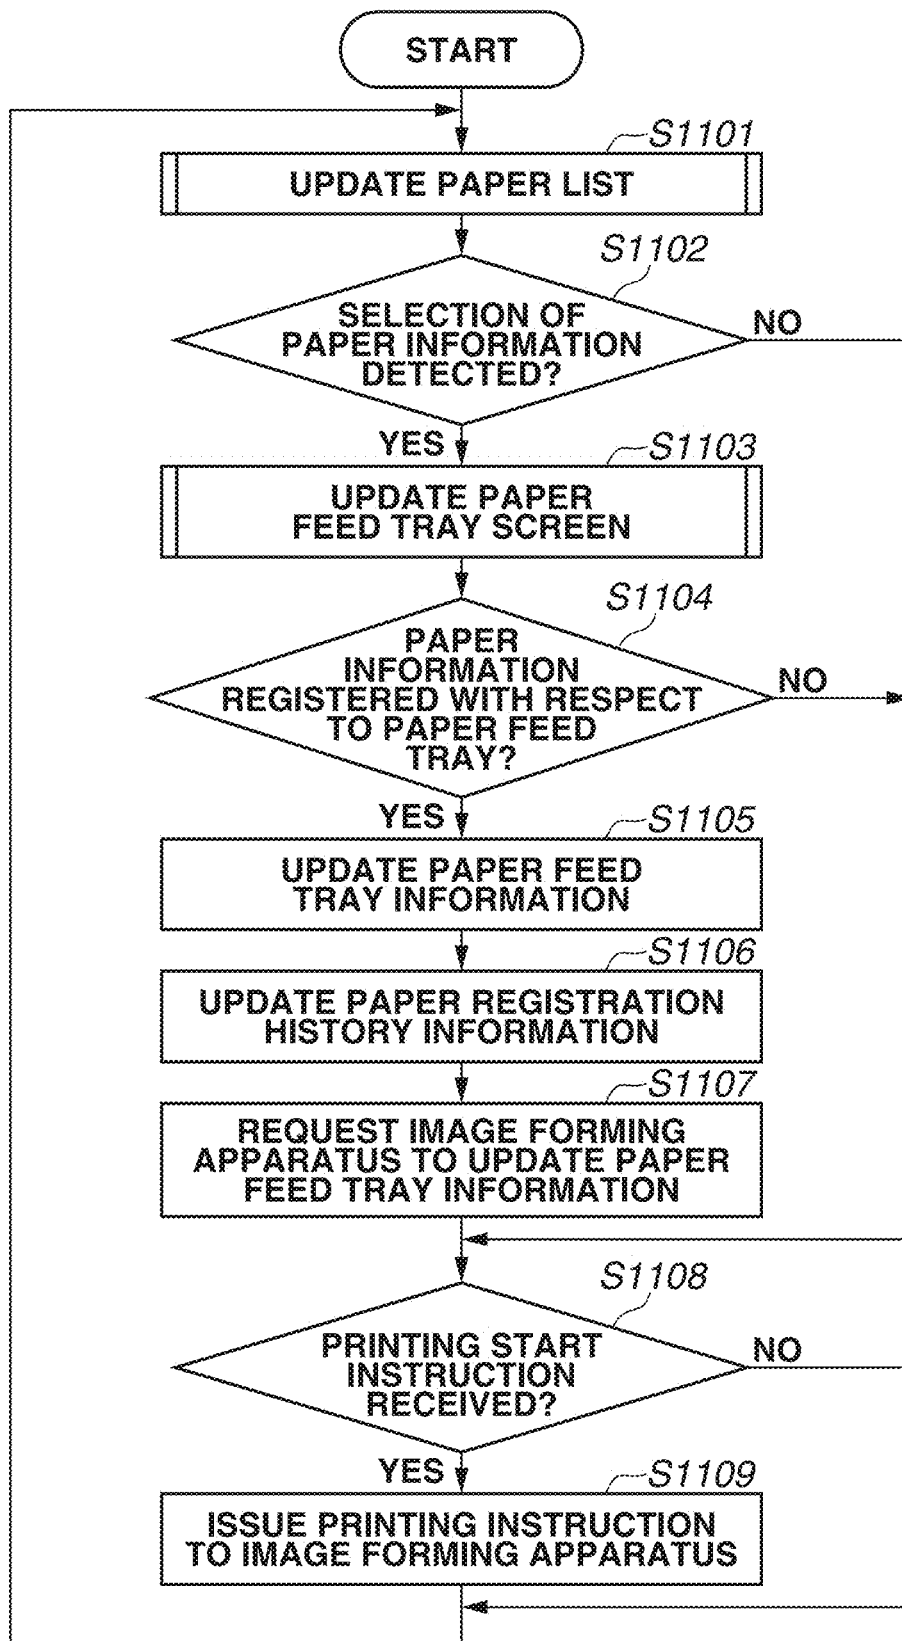 START
S1101
UPDATE PAPER LIST
S1102
SELECTION OF
PAPER INFORMATION
DETECTED?
NO
YES
S1103
UPDATE PAPER
FEED TRAY SCREEN
S1104
PAPER
INFORMATION
REGISTERED WITH RESPECT
TO PAPER FEED
TRAY?
NO
YES
S1105
UPDATE PAPER FEED
TRAY INFORMATION
S1106
UPDATE PAPER REGISTRATION
HISTORY INFORMATION
S1107
REQUEST IMAGE FORMING
APPARATUS TO UPDATE PAPER
FEED TRAY INFORMATION
S1108
PRINTING START
INSTRUCTION
RECEIVED?
NO
YES
S1109
ISSUE PRINTING INSTRUCTION
TO IMAGE FORMING APPARATUS